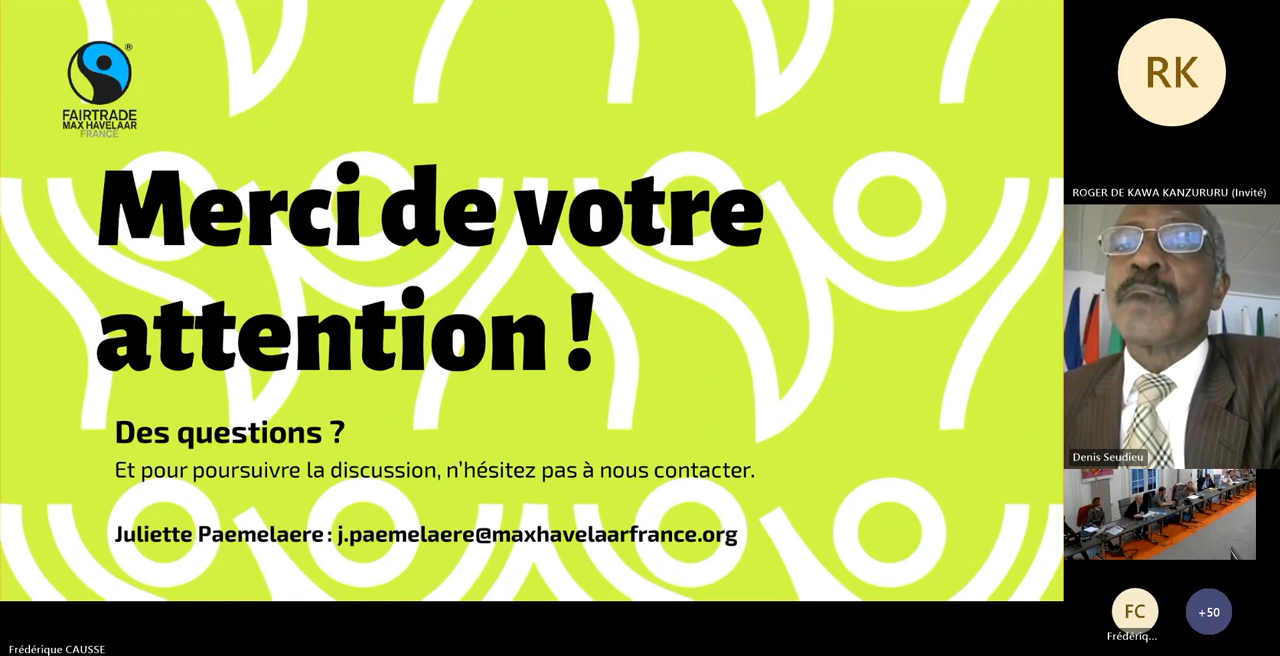 ®
FAIRTRADE
MAX HAVELAAR
FRANCE
Merci de votre
attention !
Des questions ?
Et pour poursuivre la discussion, n'hésitez pas à nous contacter.
Juliette Paemelaere : j.paemelaere@maxhavelaarfrance.org
Frédérique CAUSSE
RK
ROGER DE KAWA KANZURURU (Invité)
Denis Seudieu
FC
+50
Frédériq...